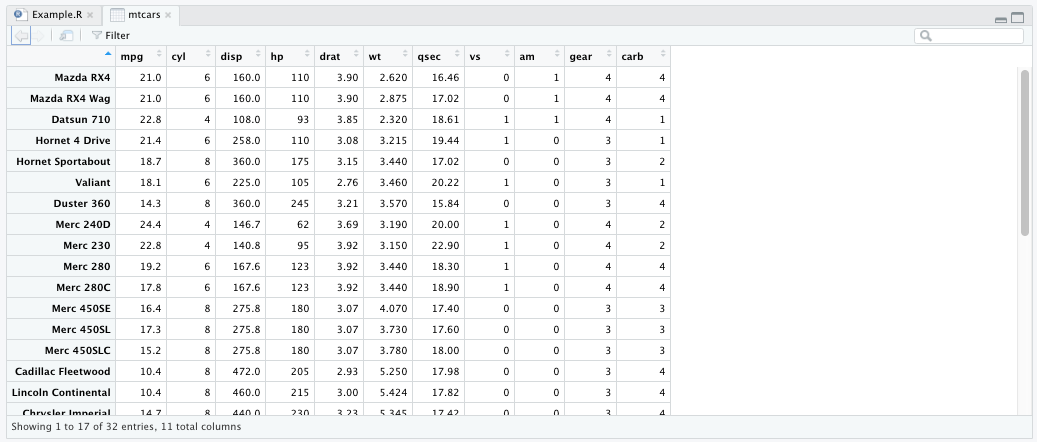 Example.R mtcars
Filter
mpg cyl disp hp drat wt qsec vs am gear carb
Mazda RX4 21.0 6 160.0 110 3.90 2.620 16.46 0 1 4 4
Mazda RX4 Wag 21.0 6 160.0 110 3.90 2.875 17.02 0 1 4 4
Datsun 710 22.8 4 108.0 93 3.85 2.320 18.61 1 1 4 1
Hornet 4 Drive 21.4 6 258.0 110 3.08 3.215 19.44 1 0 3 1
Hornet Sportabout 18.7 8 360.0 175 3.15 3.440 17.02 0 0 3 2
Valiant 18.1 6 225.0 105 2.76 3.460 20.22 1 0 3 1
Duster 360 14.3 8 360.0 245 3.21 3.570 15.84 0 0 3 4
Merc 240D 24.4 4 146.7 62 3.69 3.190 20.00 1 0 4 2
Merc 230 22.8 4 140.8 95 3.92 3.150 22.90 1 0 4 2
Merc 280 19.2 6 167.6 123 3.92 3.440 18.30 1 0 4 4
Merc 280C 17.8 6 167.6 123 3.92 3.440 18.90 1 0 4 4
Merc 450SE 16.4 8 275.8 180 3.07 4.070 17.40 0 0 3 3
Merc 450SL 17.3 8 275.8 180 3.07 3.730 17.60 0 0 3 3
Merc 450SLC 15.2 8 275.8 180 3.07 3.780 18.00 0 0 3 3
Cadillac Fleetwood 10.4 8 472.0 205 2.93 5.250 17.98 0 0 3 4
Lincoln Continental 10.4 8 460.0 215 3.00 5.424 17.82 0 0 3 4
Chrysler Imperial 14.7 8 440.0 230 3.23 5.345 17.42 0 0 3 4
Showing 1 to 17 of 32 entries, 11 total columns